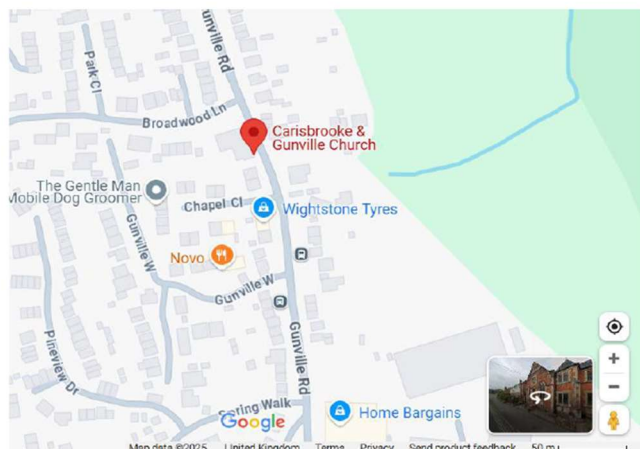 Gunville Rd
Park Cl
Broadwood Ln
Carisbrooke &
Gunville Church
The Gentle Man
Mobile Dog Groomer
Chapel Cl
Wightstone Tyres
Gunville W
Novo
Gunville W
Gunville Rd
Pineview Dr
Spring Walk
Google
Home Bargains
Map data ©2025 United Kingdom Terms Privacy Send product feedback 50 m